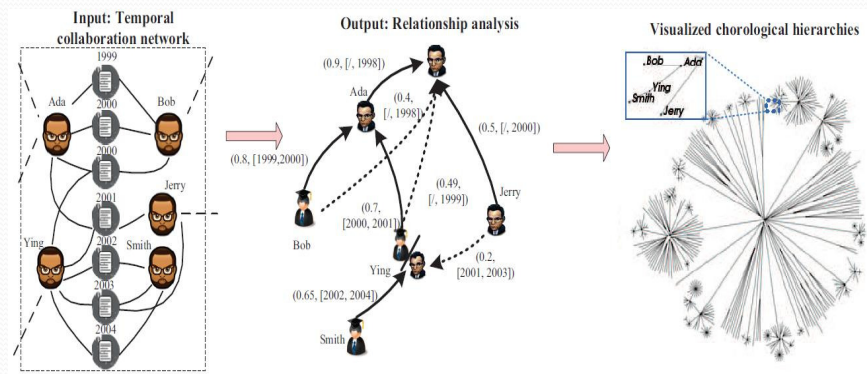 Input: Temporal
collaboration network
1999
Ada
2000
Bob
2000
2001
Jerry
Ying
2002
Smith
2003
2004
Output: Relationship analysis
(0.9, [/, 1998])
Ada
(0.4,
[/, 1998])
(0.5, [/, 2000])
(0.8, [1999,2000])
(0.49,
[/, 1999])
(0.7,
[2000, 2001])
Jerry
Bob
(0.2,
[2001, 2003])
Ying
(0.65, [2002, 2004])
Smith
Visualized chorological hierarchies
Bob
Ada
Ying
Smith
Jerry